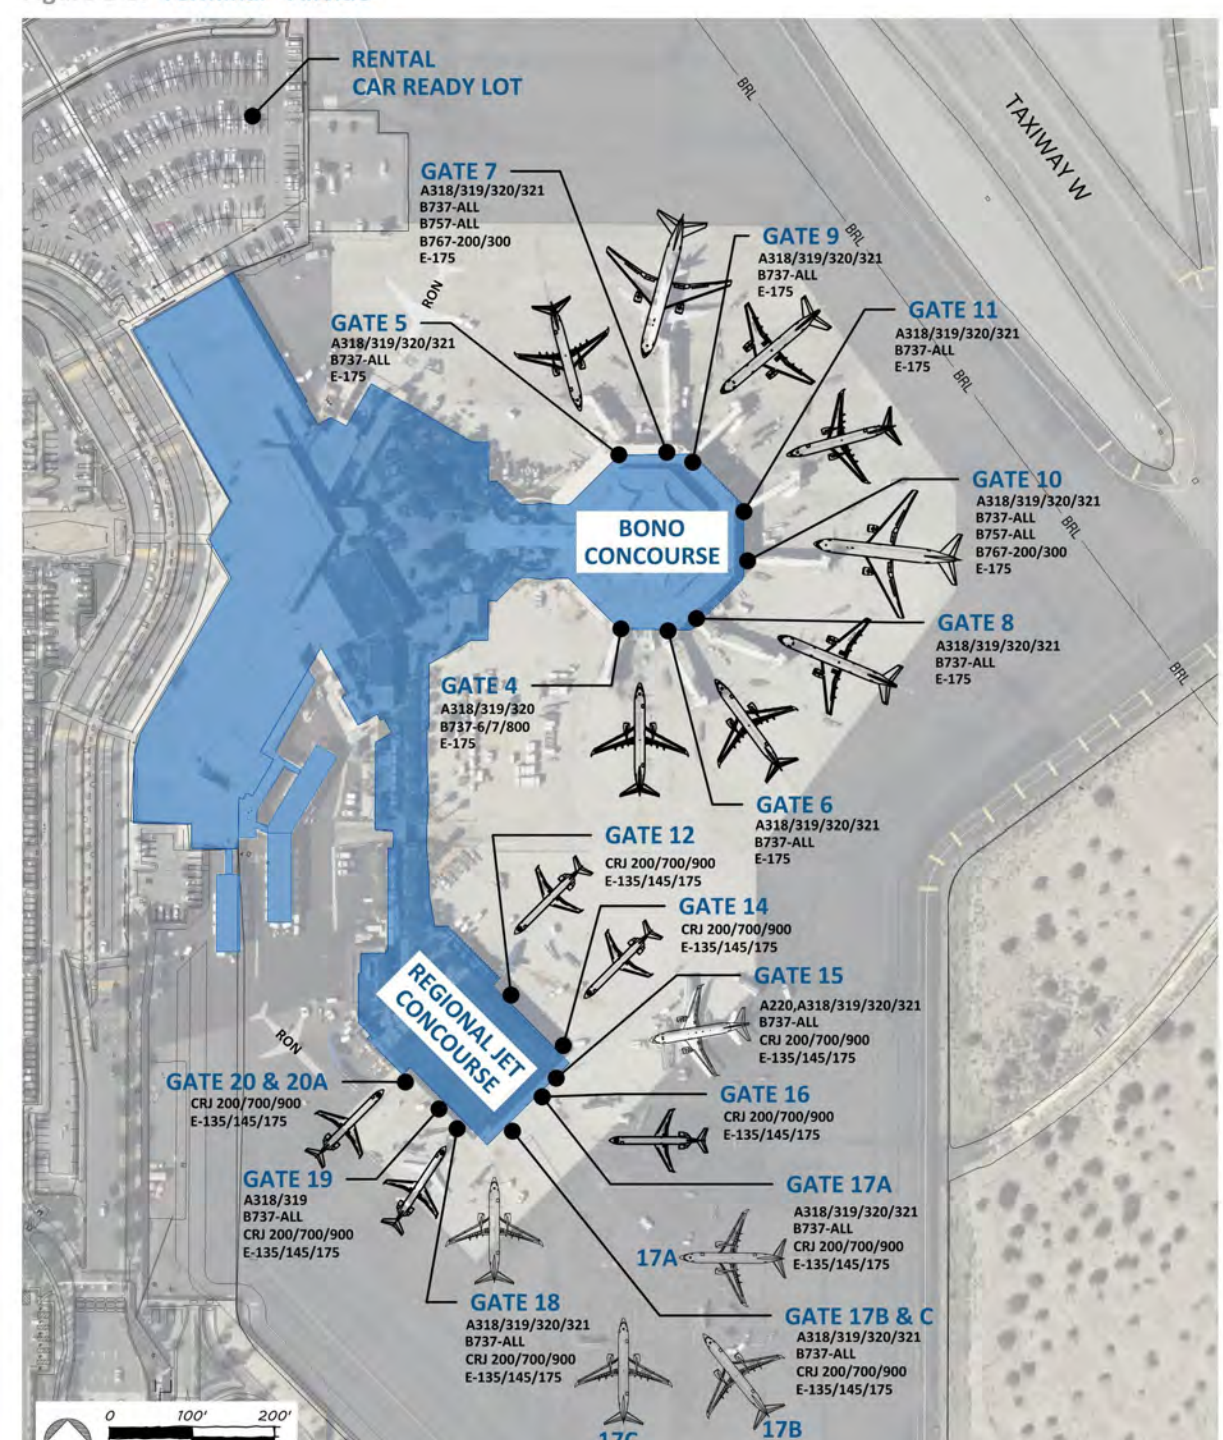 RENTAL
CAR READY LOT
BRL
TAXIWAY W
GATE 7
A318/319/320/321
B737-ALL
B757-ALL
B767-200/300
E-175
GATE 9
A318/319/320/321
B737-ALL
E-175
BRL
RON
GATE 11
A318/319/320/321
B737-ALL
E-175
GATE 5
A318/319/320/321
B737-ALL
E-175
BRL
GATE 10
A318/319/320/321
B737-ALL
B757-ALL
B767-200/300
E-175
BRL
BONO
CONCOURSE
GATE 8
A318/319/320/321
B737-ALL
E-175
BRL
GATE 4
A318/319/320
B737-6/7/800
E-175
GATE 6
A318/319/320/321
B737-ALL
E-175
GATE 12
CRJ 200/700/900
E-135/145/175
GATE 14
CRJ 200/700/900
E-135/145/175
GATE 15
A220,A318/319/320/321
B737-ALL
CRJ 200/700/900
E-135/145/175
REGIONAL JET
CONCOURSE
RON
GATE 20 & 20A
CRJ 200/700/900
E-135/145/175
GATE 16
CRJ 200/700/900
E-135/145/175
GATE 19
A318/319
B737-ALL
CRJ 200/700/900
E-135/145/175
GATE 17A
A318/319/320/321
B737-ALL
CRJ 200/700/900
E-135/145/175
17A
GATE 18
A318/319/320/321
B737-ALL
CRJ 200/700/900
E-135/145/175
GATE 17B & C
A318/319/320/321
B737-ALL
CRJ 200/700/900
E-135/145/175
17B
17C
0 100' 200'